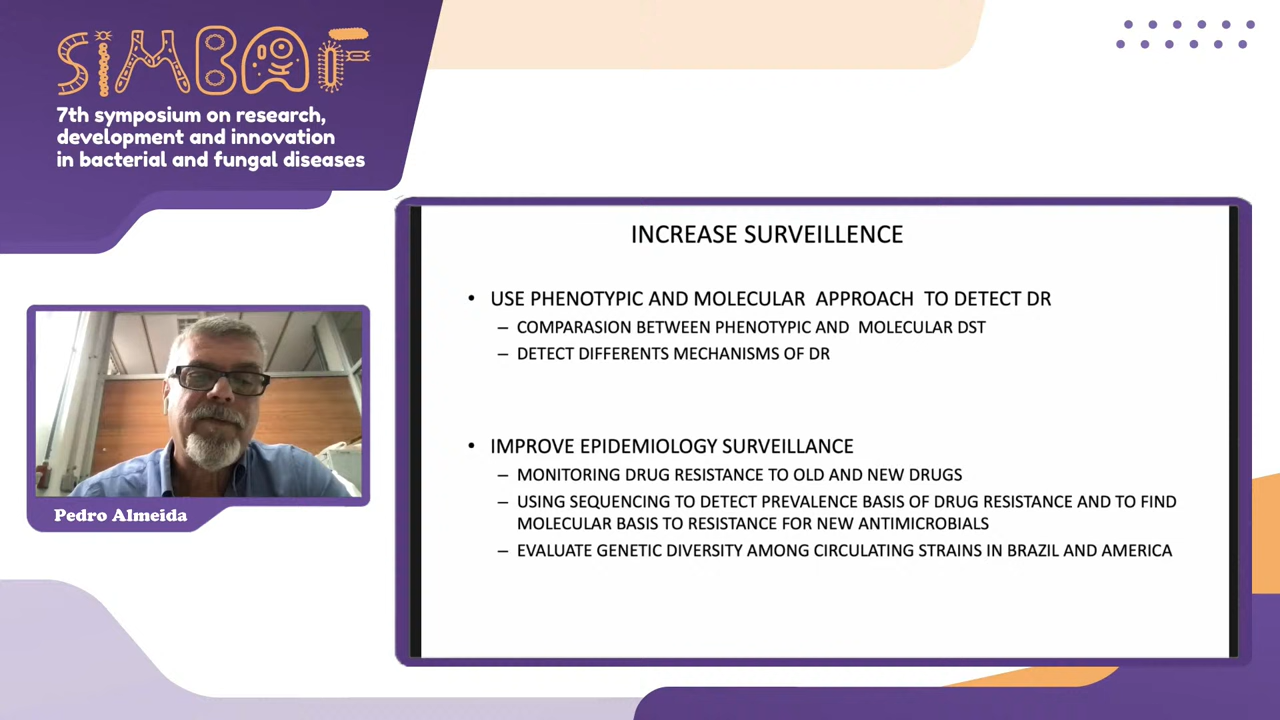 SIMBAF
7th symposium on research,
development and innovation
in bacterial and fungal diseases
INCREASE SURVEILLENCE
• USE PHENOTYPIC AND MOLECULAR APPROACH TO DETECT DR
– COMPARASION BETWEEN PHENOTYPIC AND MOLECULAR DST
– DETECT DIFFERENTS MECHANISMS OF DR
• IMPROVE EPIDEMIOLOGY SURVEILLANCE
– MONITORING DRUG RESISTANCE TO OLD AND NEW DRUGS
– USING SEQUENCING TO DETECT PREVALENCE BASIS OF DRUG RESISTANCE AND TO FIND
MOLECULAR BASIS TO RESISTANCE FOR NEW ANTIMICROBIALS
– EVALUATE GENETIC DIVERSITY AMONG CIRCULATING STRAINS IN BRAZIL AND AMERICA
Pedro Almeida